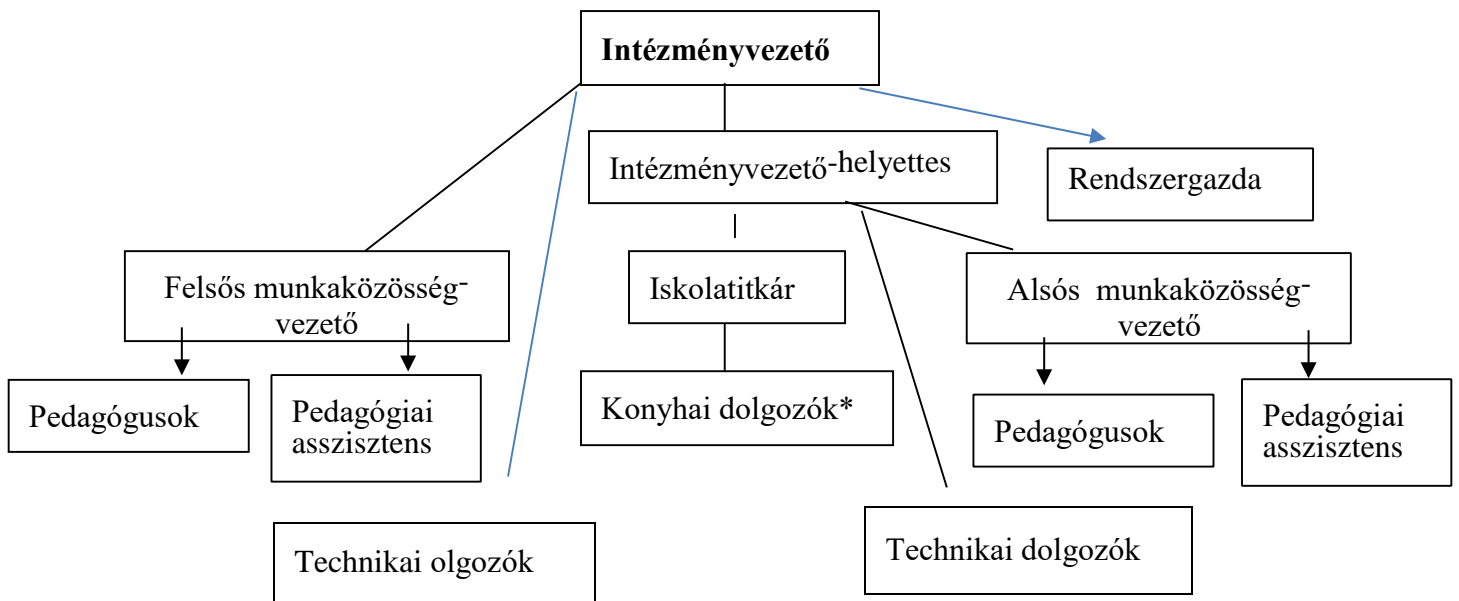 Intézményvezető
Intézményvezető-helyettes
Rendszergazda
Felsős munkaközösség-
vezető
Iskolatitkár
Alsós munkaközösség-
vezető
Pedagógusok
Pedagógiai
asszisztens
Konyhai dolgozók*
Pedagógusok
Pedagógiai
asszisztens
Technikai olgozók
Technikai dolgozók